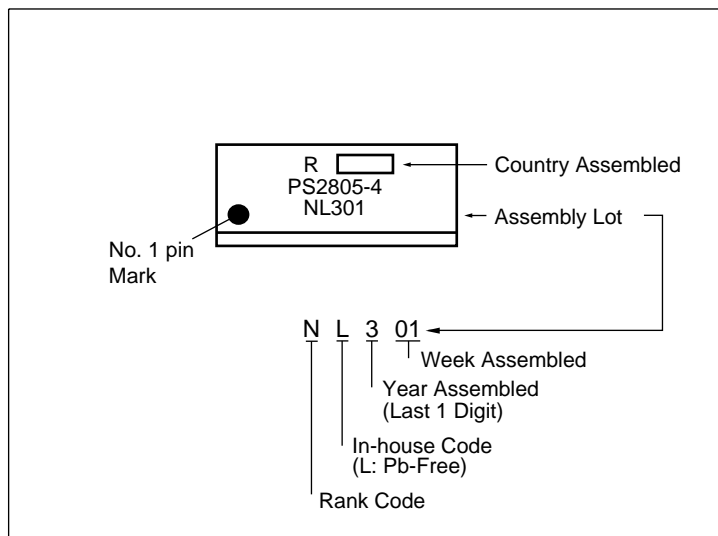 R
Country Assembled
PS2805-4
NL301
Assembly Lot
No. 1 pin
Mark
N L 3 01
Week Assembled
Year Assembled
(Last 1 Digit)
In-house Code
(L: Pb-Free)
Rank Code